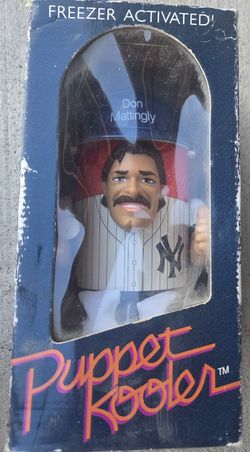 FREEZER ACTIVATED!
Don
Mattingly
NY
Puppet
Kooler™